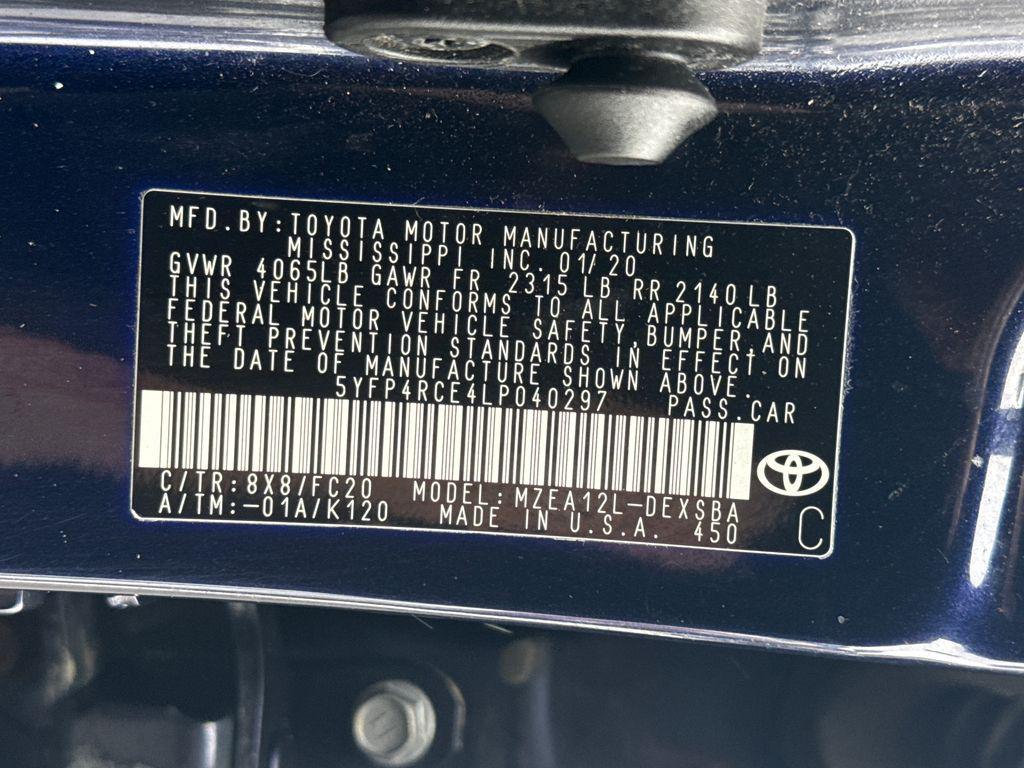 MFD.BY:TOYOTA MOTOR MANUFACTURING
MISSISSIPPI INC. 01/20
GVWR 4065LB GAWR FR 2315 LB RR 2140LB
THIS VEHICLE CONFORMS TO ALL APPLICABLE
FEDERAL MOTOR VEHICLE SAFETY,BUMPER,AND
THEFT PREVENTION STANDARDS IN EFFECT ON
THE DATE OF MANUFACTURE SHOWN ABOVE.
5YFP4RCE4LP040297 PASS.CAR
C/TR:8X8/FC20 MODEL:MZEA12L-DEXSBA
A/TM:-01A/K120 MADE IN U.S.A. 450
C